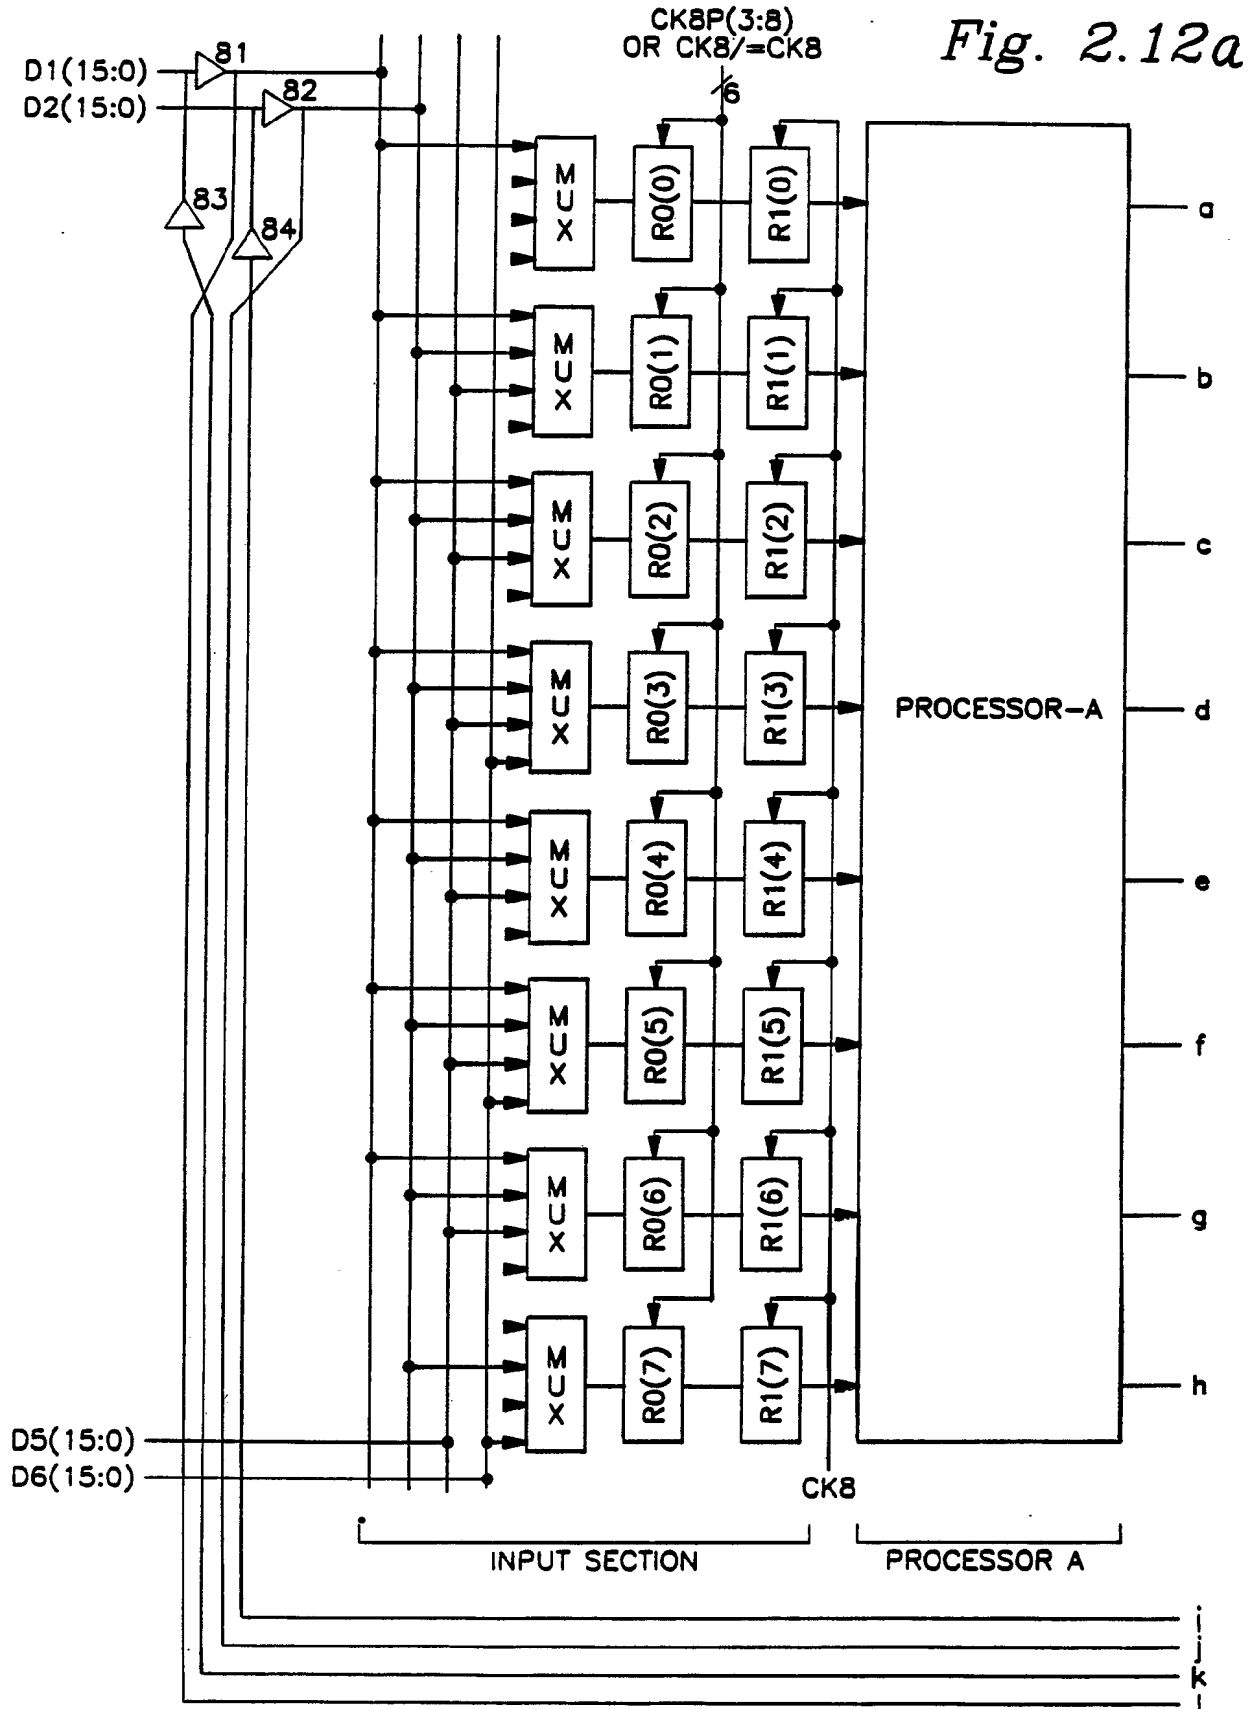 CK8P(3:8)
OR CK8/=CK8
Fig. 2.12a
6
D1(15:0)
81
D2(15:0)
82
83
84
MUX
R0(0)
R1(0)
a
MUX
R0(1)
R1(1)
b
MUX
R0(2)
R1(2)
c
MUX
R0(3)
R1(3)
PROCESSOR-A
d
MUX
R0(4)
R1(4)
e
MUX
R0(5)
R1(5)
f
MUX
R0(6)
R1(6)
g
MUX
R0(7)
R1(7)
h
D5(15:0)
D6(15:0)
CK8
INPUT SECTION
PROCESSOR A
i
j
k
l